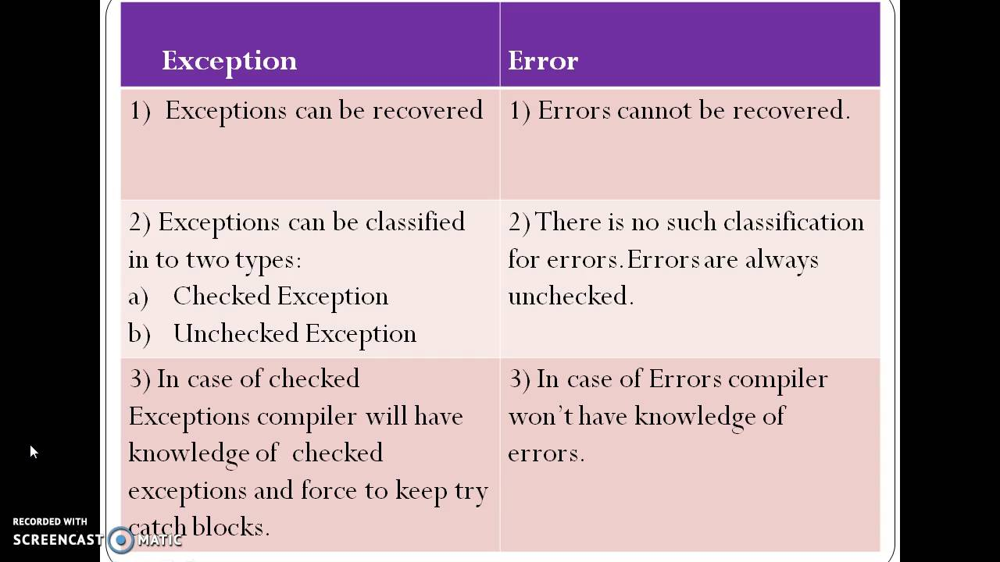 Exception
Error
1) Exceptions can be recovered
1) Errors cannot be recovered.
2) Exceptions can be classified
in to two types:
a) Checked Exception
b) Unchecked Exception
2) There is no such classification
for errors. Errors are always
unchecked.
3) In case of checked
Exceptions compiler will have
knowledge of checked
exceptions and force to keep try
catch blocks.
3) In case of Errors compiler
won’t have knowledge of
errors.
RECORDED WITH
SCREENCAST MATIC